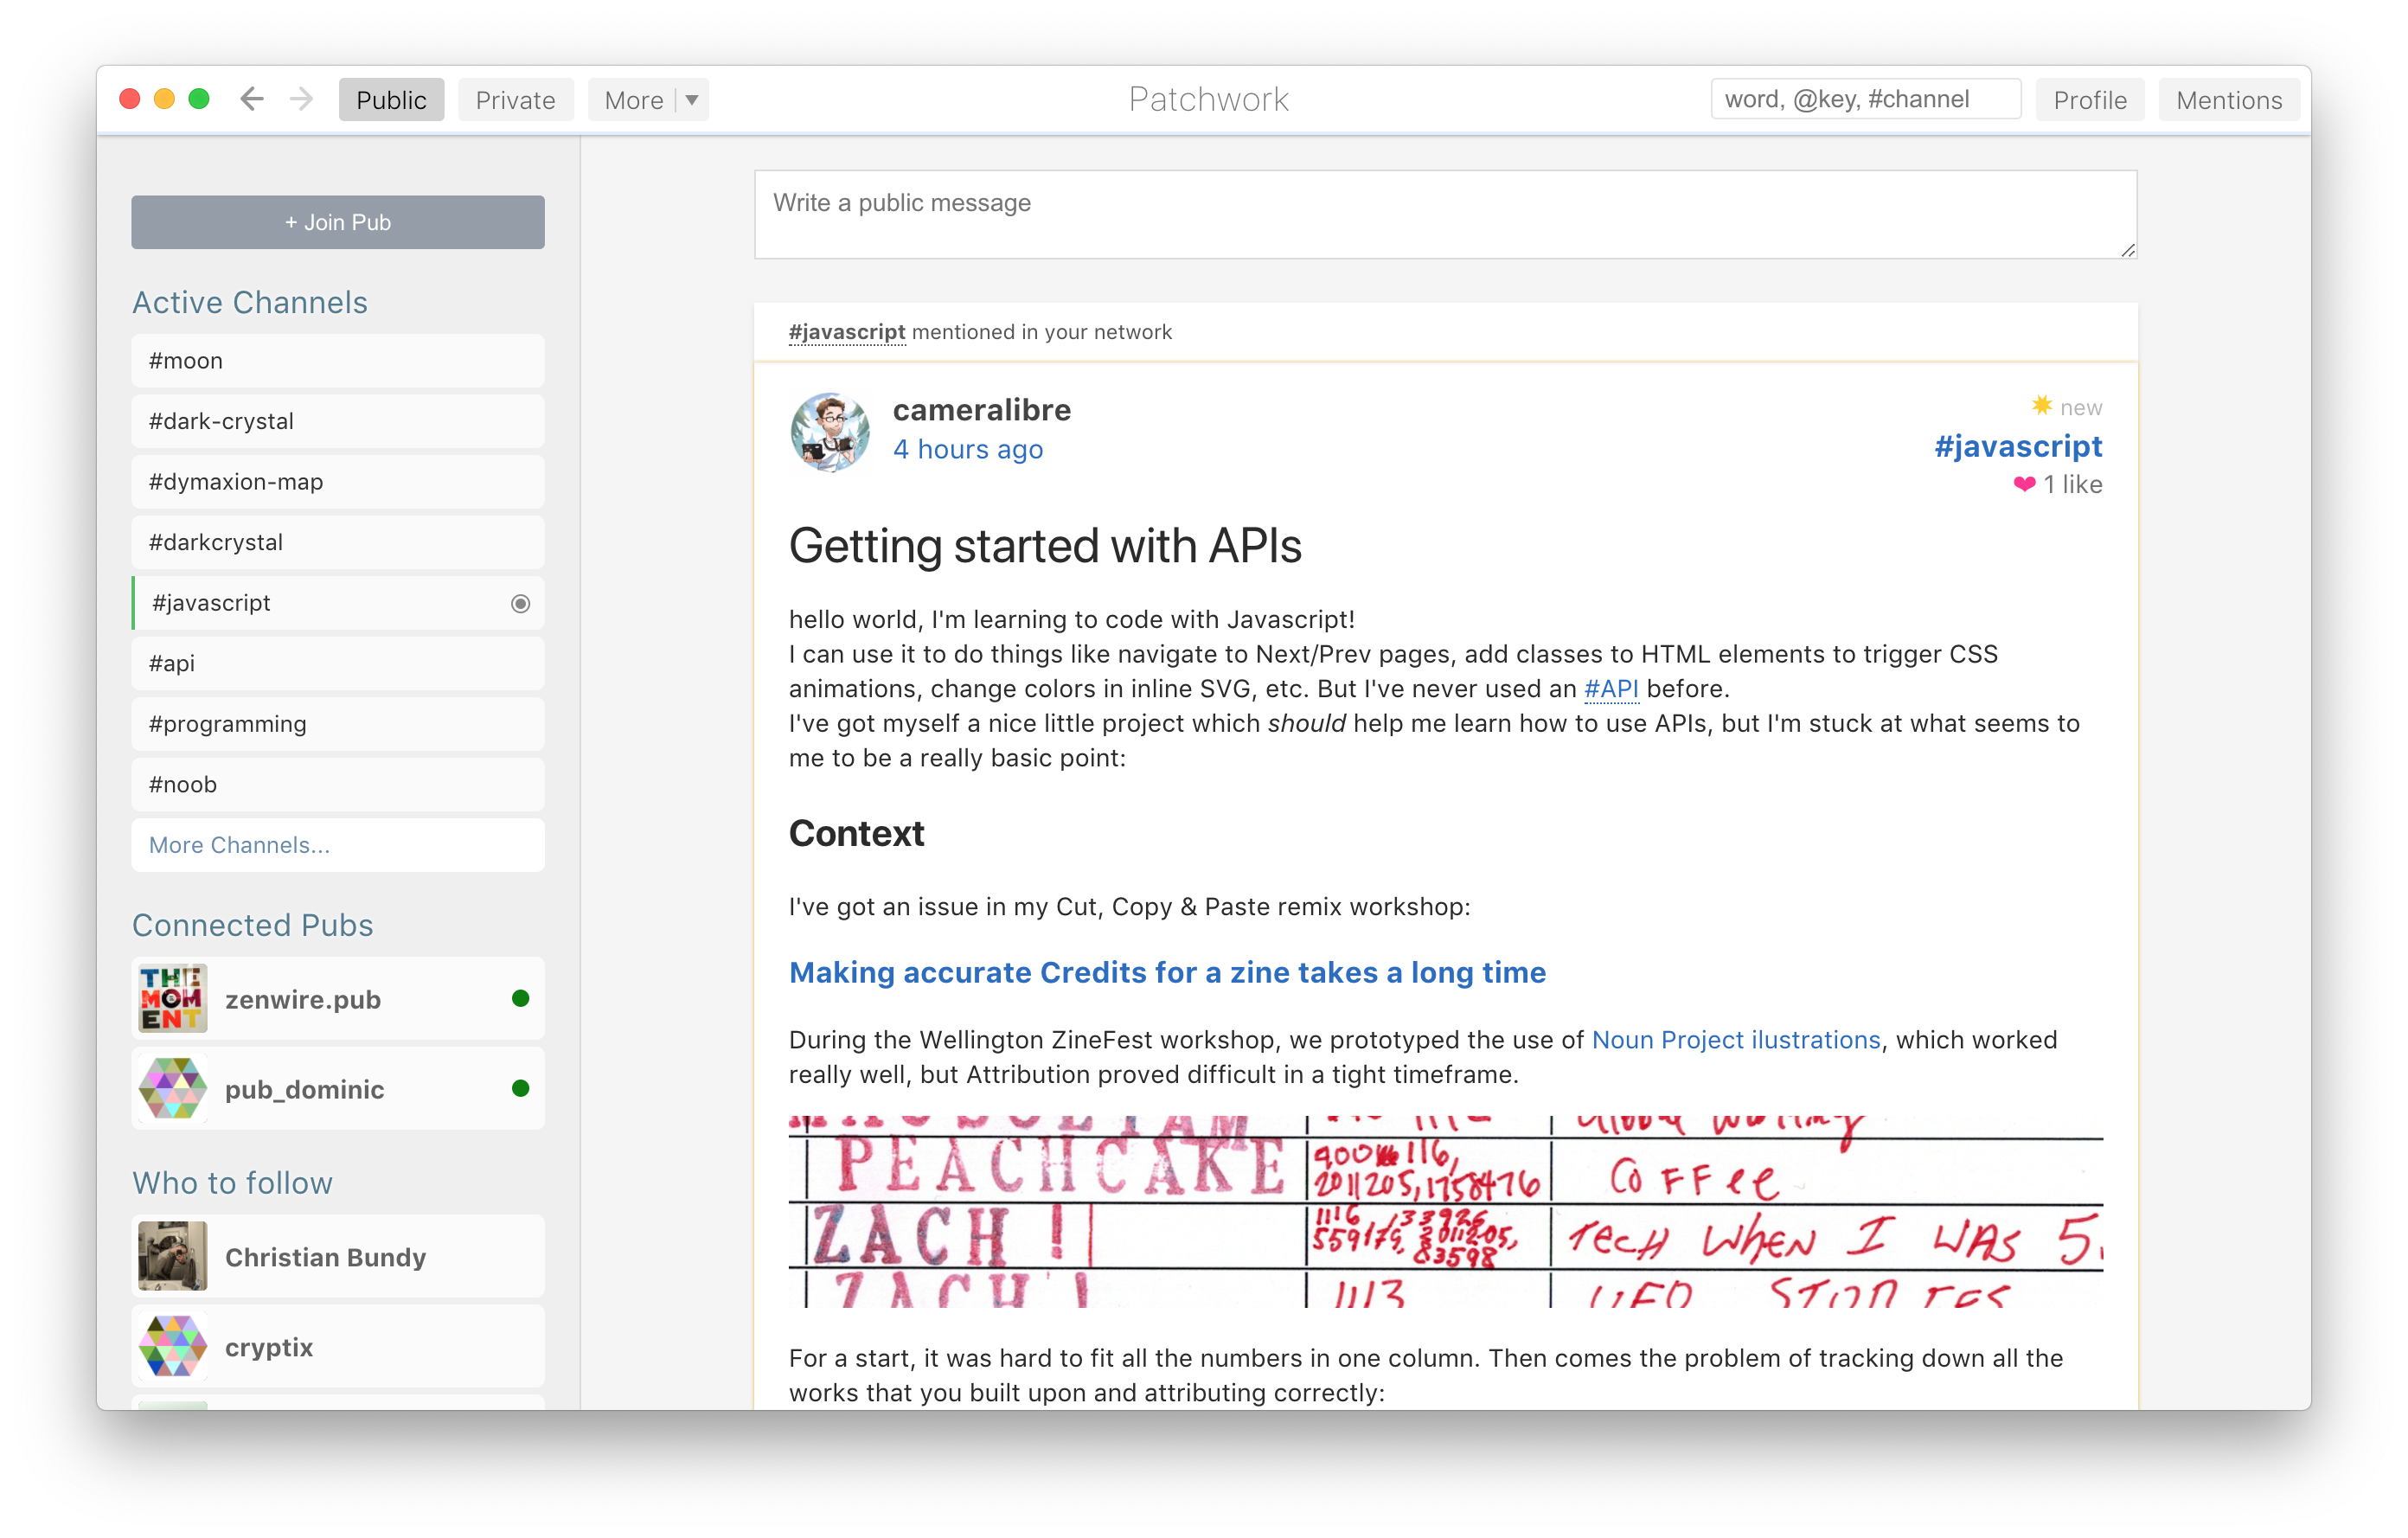 Public
Private
More
Patchwork
word, @key, #channel
Profile
Mentions
+ Join Pub
Active Channels
#moon
#dark-crystal
#dymaxion-map
#darkcrystal
#javascript
#api
#programming
#noob
More Channels...
Connected Pubs
THE
MOM
ENT
zenwire.pub
pub_dominic
Who to follow
Christian Bundy
cryptix
Write a public message
#javascript mentioned in your network
cameralibre
4 hours ago
new
#javascript
1 like
Getting started with APIs
hello world, I'm learning to code with Javascript!
I can use it to do things like navigate to Next/Prev pages, add classes to HTML elements to trigger CSS
animations, change colors in inline SVG, etc. But I've never used an #API before.
I've got myself a nice little project which should help me learn how to use APIs, but I'm stuck at what seems to
me to be a really basic point:
Context
I've got an issue in my Cut, Copy & Paste remix workshop:
Making accurate Credits for a zine takes a long time
During the Wellington ZineFest workshop, we prototyped the use of Noun Project ilustrations, which worked
really well, but Attribution proved difficult in a tight timeframe.
PEACHCAKE
116,
2011205,1758476
COFFee
ZACH !
1116
83598
TecH WHeN I WAS 5.
ZACH !
1113
UFO STORIES
For a start, it was hard to fit all the numbers in one column. Then comes the problem of tracking down all the
works that you built upon and attributing correctly: